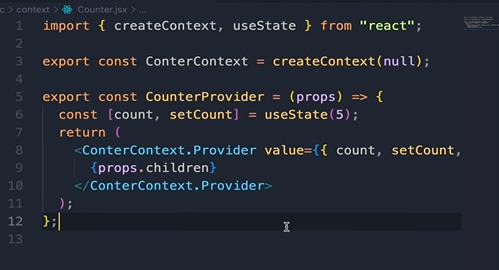 c > context > Counter.jsx > ...
1 import { createContext, useState } from "react";
2
3 export const ConterContext = createContext(null);
4
5 export const CounterProvider = (props) => {
6 const [count, setCount] = useState(5);
7 return (
8 <ConterContext.Provider value={{ count, setCount,
9 {props.children}
10 </ConterContext.Provider>
11 );
12 };
13